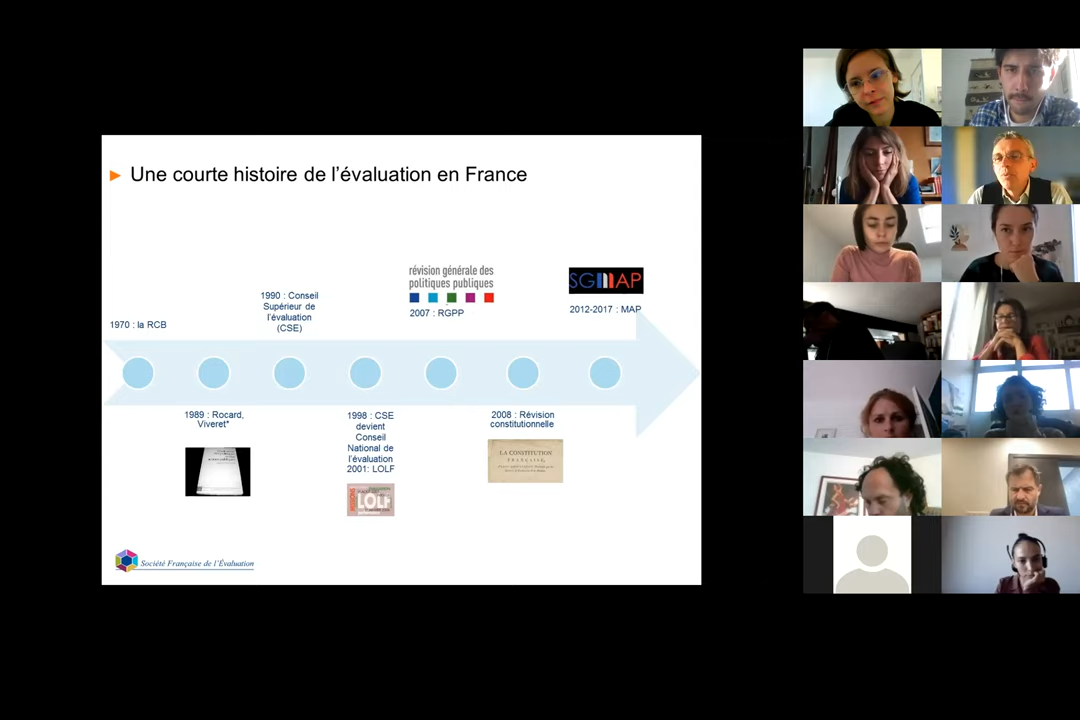 ► Une courte histoire de l’évaluation en France
révision générale des
politiques publiques
SGMAP
1990 : Conseil
Supérieur de
l’évaluation
(CSE)
2007 : RGPP
2012-2017 : MAP
1970 : la RCB
1989 : Rocard,
Viveret*
1998 : CSE
devient
Conseil
National de
l’évaluation
2001: LOLF
2008 : Révision
constitutionnelle
LA CONSTITUTION
FRANÇAISE,
LOLF
Société Française de l’Évaluation